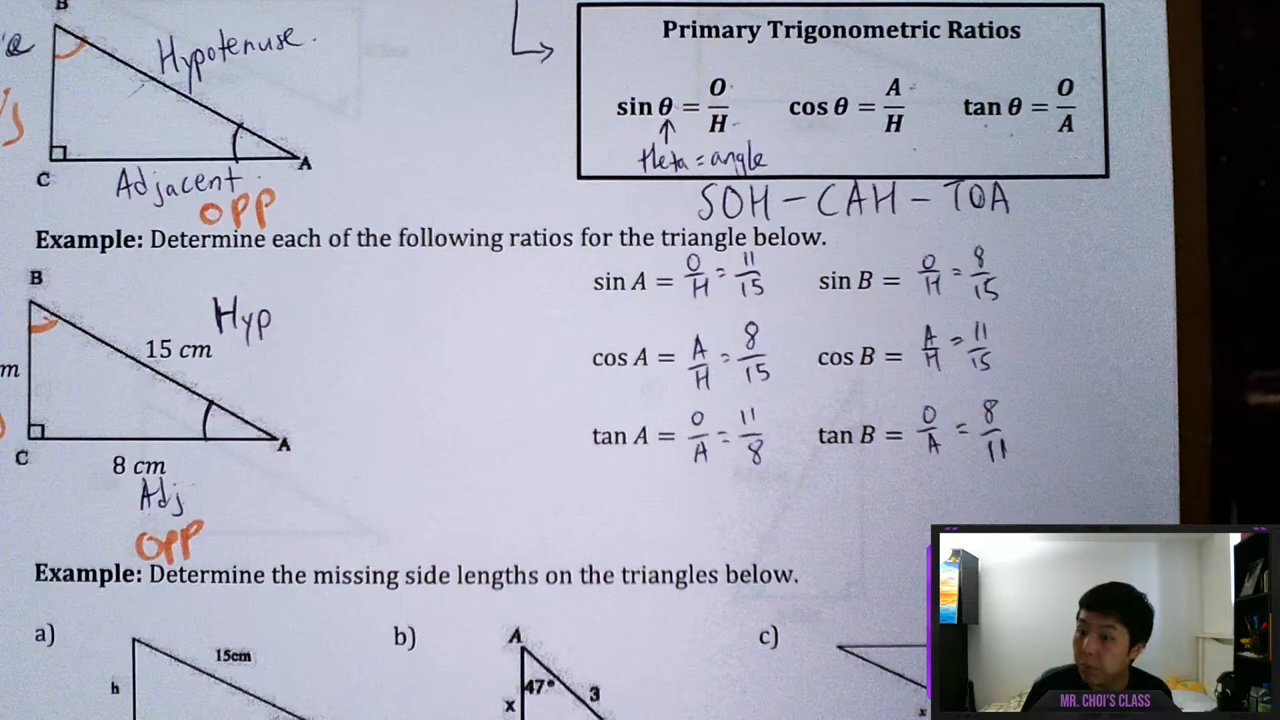 B
Hypotenuse.
C
A
Adjacent.
OPP
Primary Trigonometric Ratios
sin θ = O/H
cos θ = A/H
tan θ = O/A
theta = angle
SOH - CAH - TOA
Example: Determine each of the following ratios for the triangle below.
B
Hyp
15 cm
m
C
A
8 cm
Adj
OPP
sin A = O/H = 11/15
sin B = O/H = 8/15
cos A = A/H = 8/15
cos B = A/H = 11/15
tan A = O/A = 11/8
tan B = O/A = 8/11
Example: Determine the missing side lengths on the triangles below.
a)
15cm
h
b)
A
47°
3
x
c)
x
MR. CHOI'S CLASS